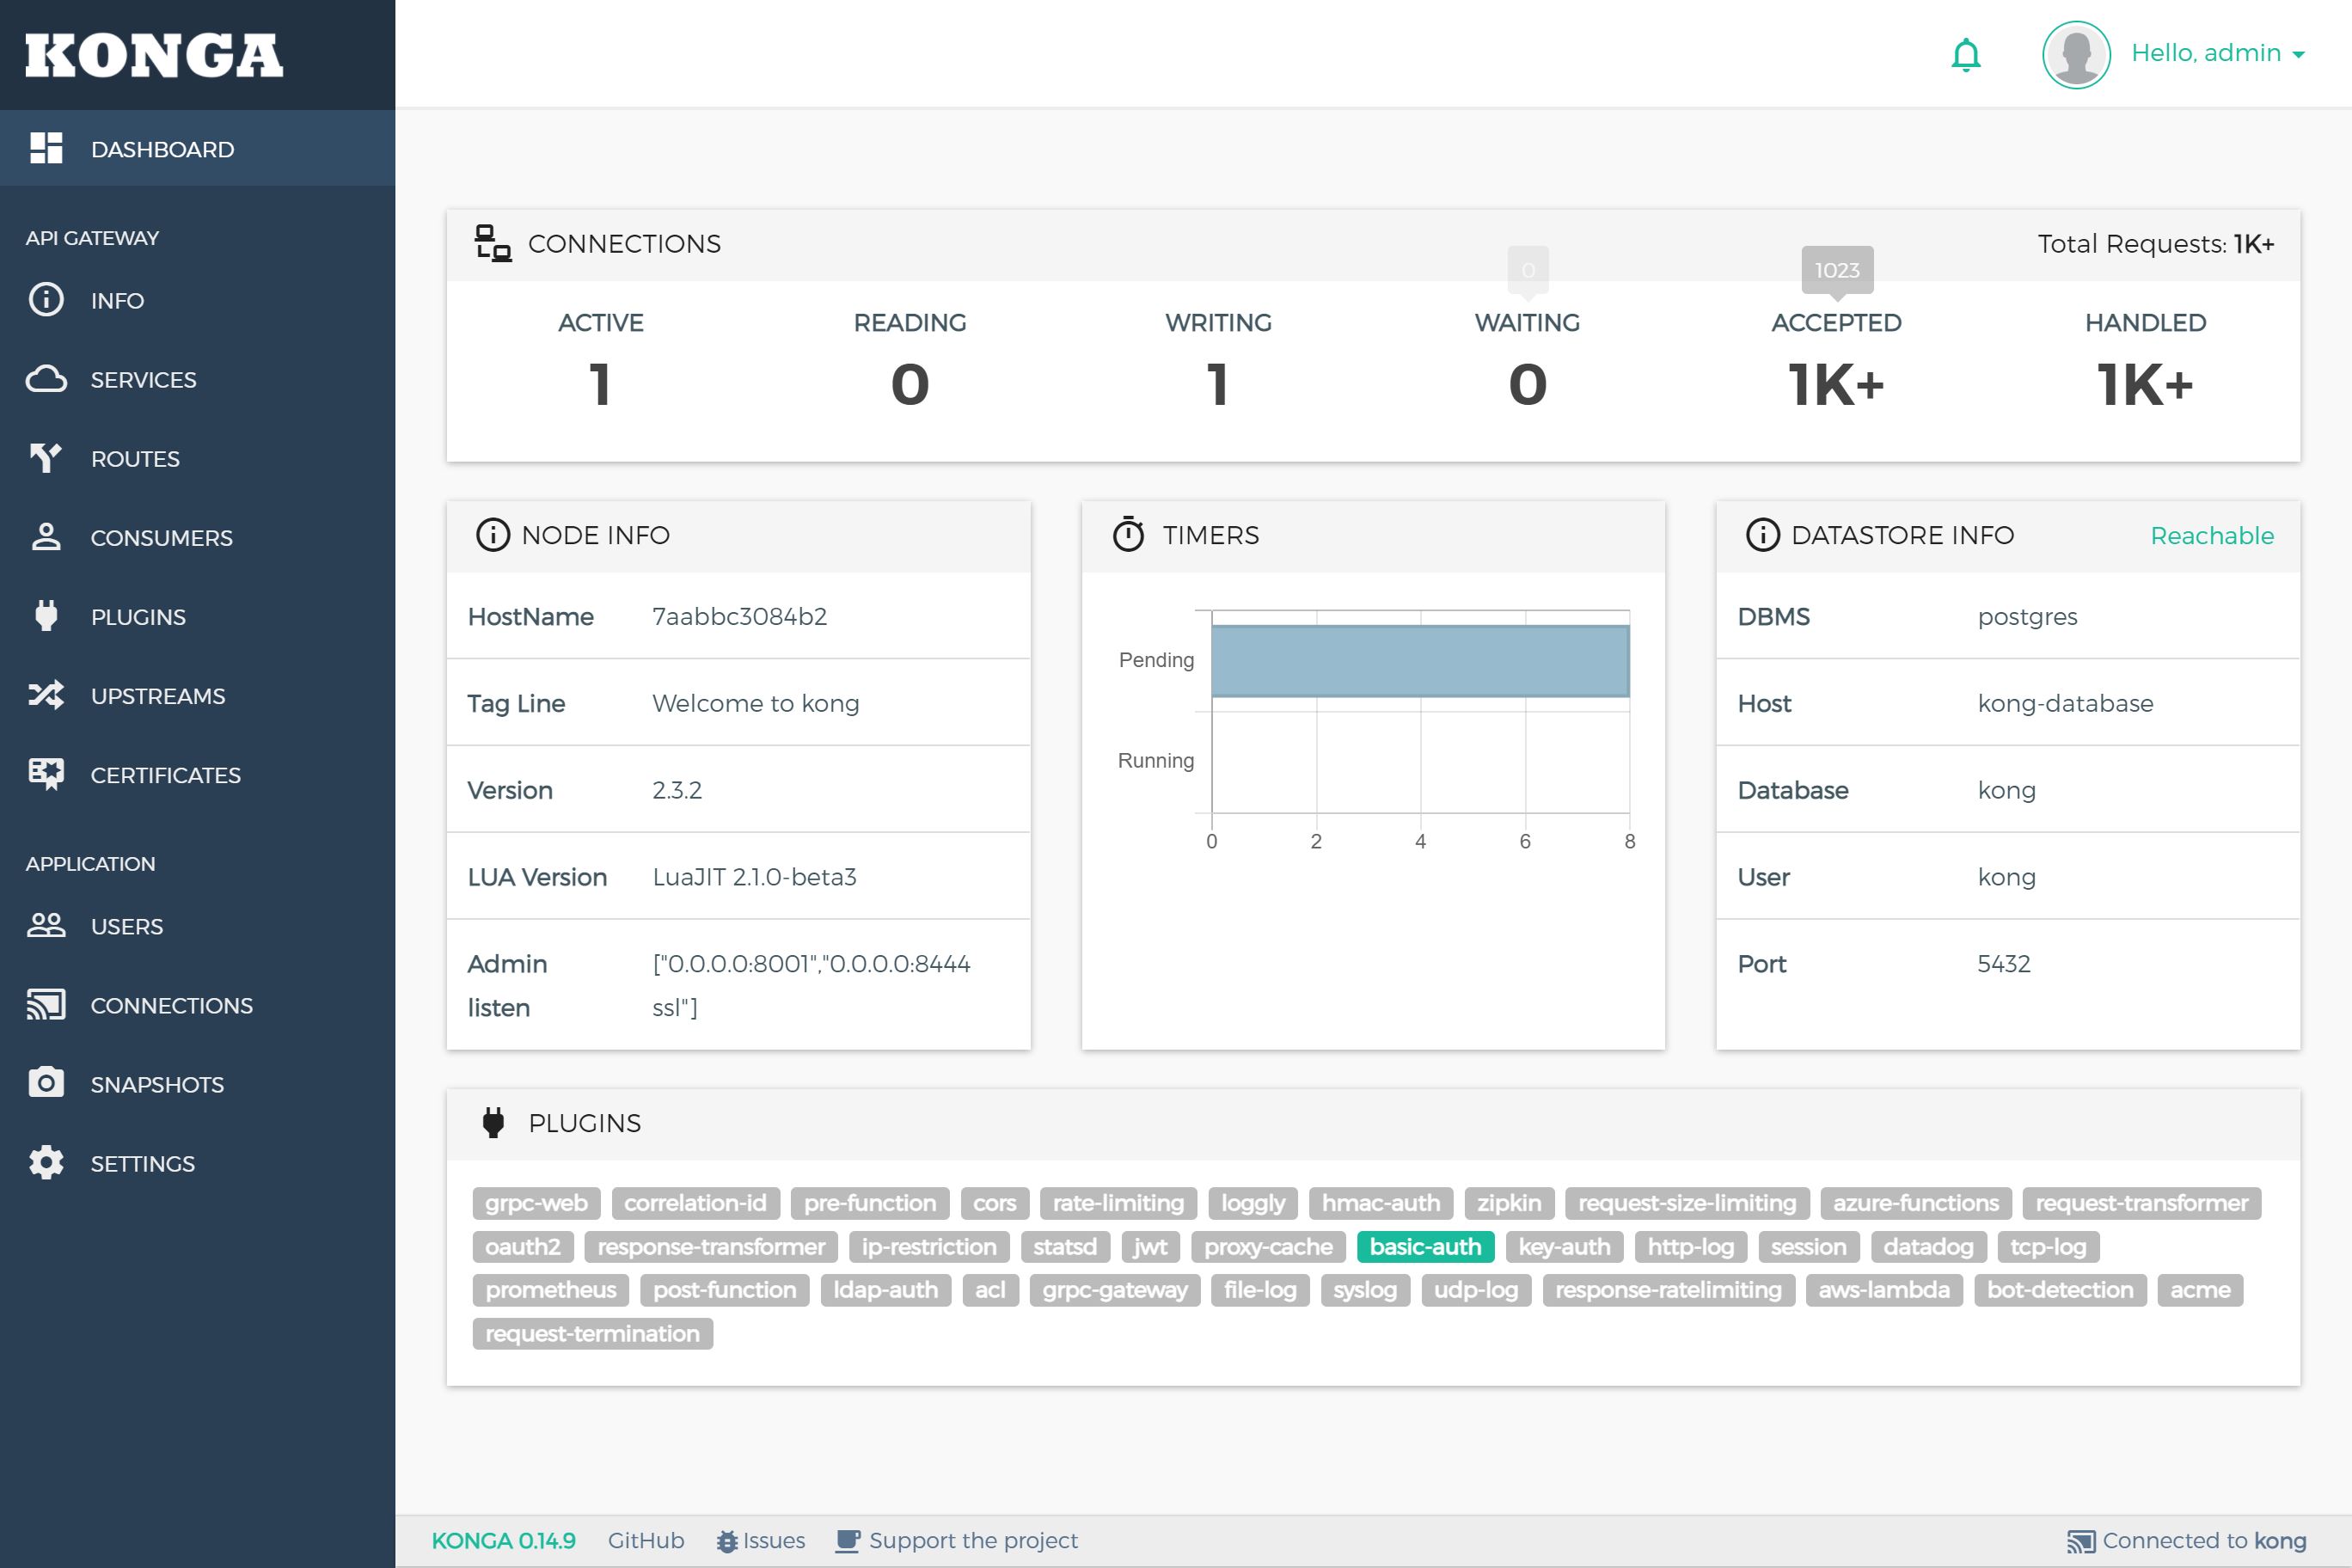 KONGA
Hello, admin
DASHBOARD
API GATEWAY
INFO
SERVICES
ROUTES
CONSUMERS
PLUGINS
UPSTREAMS
CERTIFICATES
APPLICATION
USERS
CONNECTIONS
SNAPSHOTS
SETTINGS
CONNECTIONS
Total Requests: 1K+
0
1023
ACTIVE READING WRITING WAITING ACCEPTED HANDLED
1 0 1 0 1K+ 1K+
NODE INFO
HostName 7aabbc3084b2
Tag Line Welcome to kong
Version 2.3.2
LUA Version LuaJIT 2.1.0-beta3
Admin listen ["0.0.0.0:8001","0.0.0.0:8444
ssl"]
TIMERS
Pending
Running
0 2 4 6 8
DATASTORE INFO Reachable
DBMS postgres
Host kong-database
Database kong
User kong
Port 5432
PLUGINS
grpc-web correlation-id pre-function cors rate-limiting loggly hmac-auth zipkin request-size-limiting azure-functions request-transformer
oauth2 response-transformer ip-restriction statsd jwt proxy-cache basic-auth key-auth http-log session datadog tcp-log
prometheus post-function ldap-auth acl grpc-gateway file-log syslog udp-log response-ratelimiting aws-lambda bot-detection acme
request-termination
KONGA 0.14.9 GitHub Issues Support the project Connected to kong